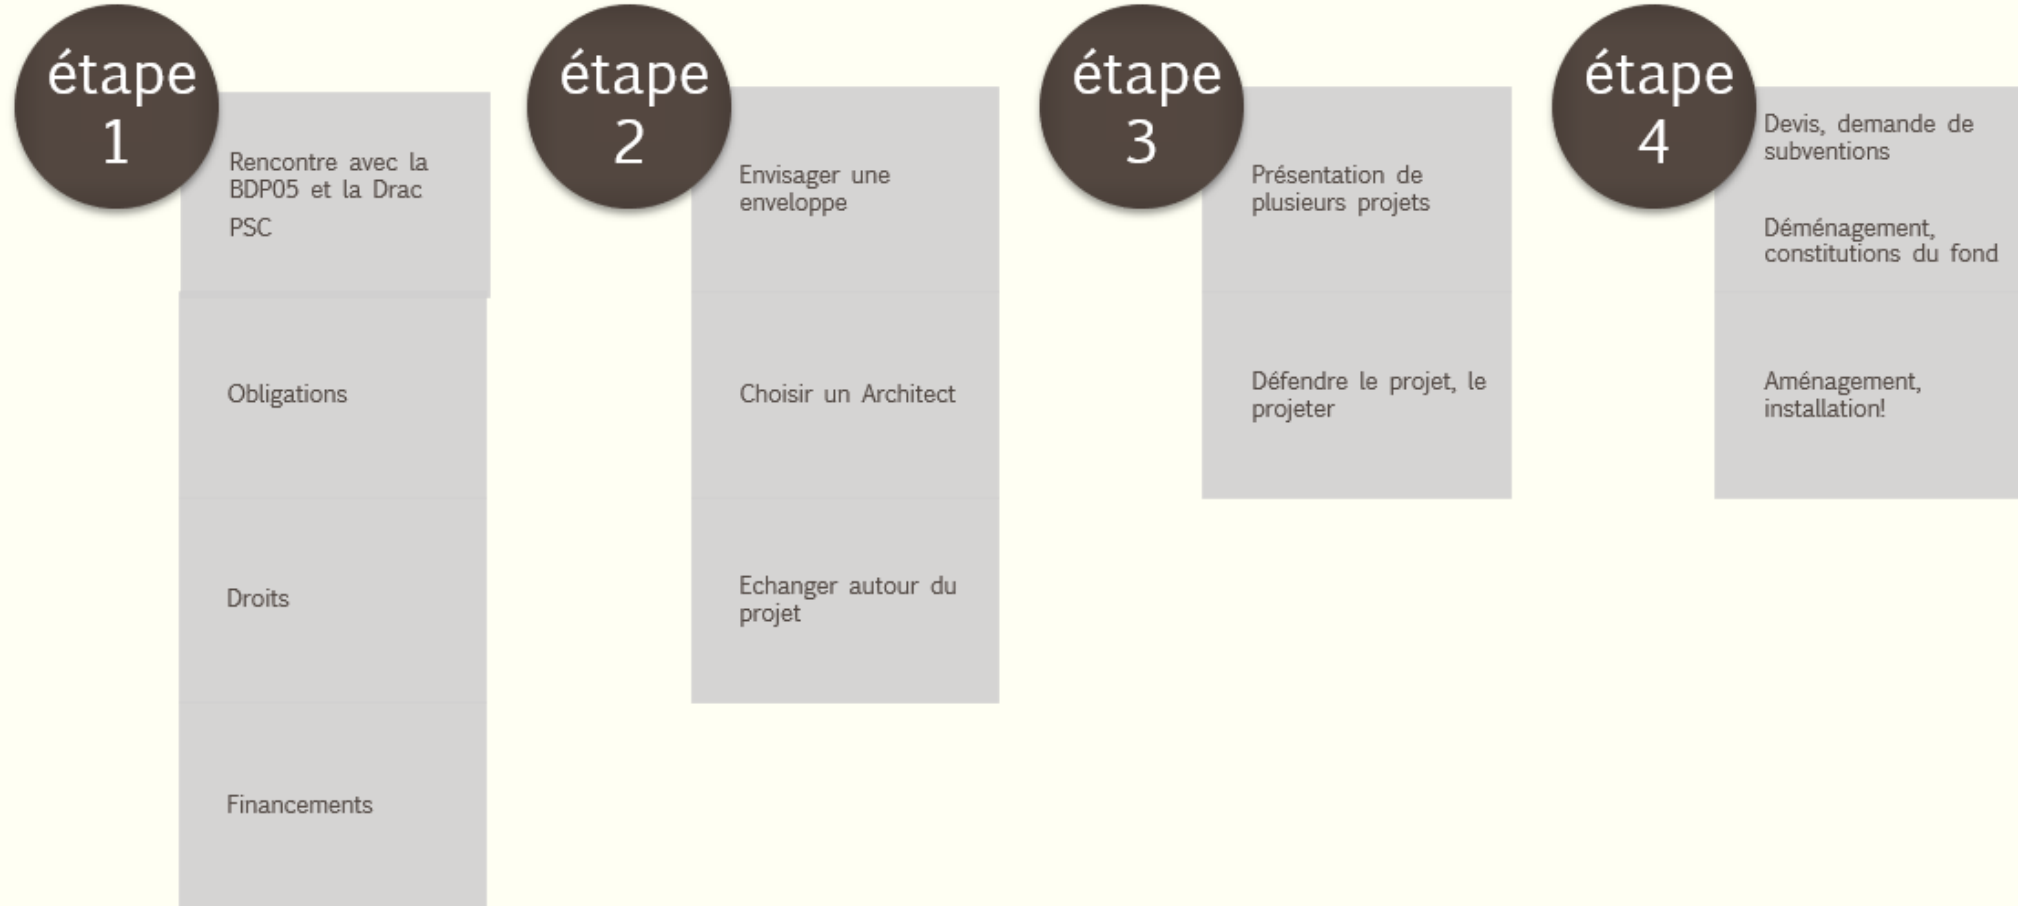 étape
1
Rencontre avec la
BDP05 et la Drac
PSC
Obligations
Droits
Financements
étape
2
Envisager une
enveloppe
Choisir un Architect
Echanger autour du
projet
étape
3
Présentation de
plusieurs projets
Défendre le projet, le
projeter
étape
4
Devis, demande de
subventions
Déménagement,
constitutions du fond
Aménagement,
installation!